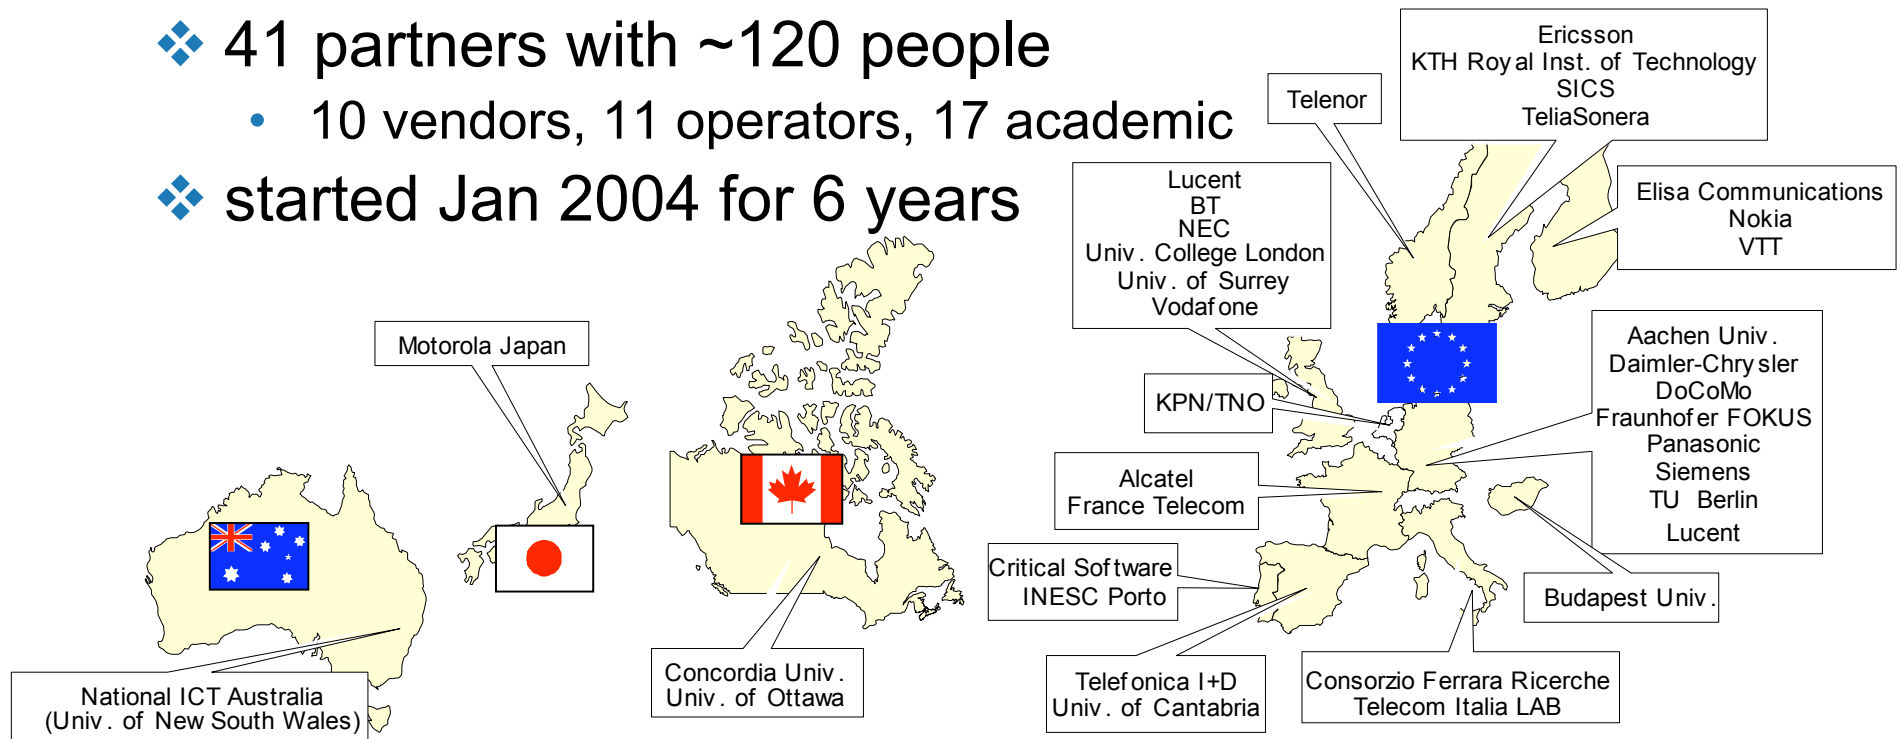 41 partners with ~120 people
10 vendors, 11 operators, 17 academic
started Jan 2004 for 6 years
Ericsson
KTH Royal Inst. of Technology
SICS
TeliaSonera
Telenor
Lucent
BT
NEC
Univ. College London
Univ. of Surrey
Vodafone
Elisa Communications
Nokia
VTT
Motorola Japan
KPN/TNO
Aachen Univ.
Daimler-Chrysler
DoCoMo
Fraunhofer FOKUS
Panasonic
Siemens
TU Berlin
Lucent
Alcatel
France Telecom
Critical Software
INESC Porto
Budapest Univ.
National ICT Australia
(Univ. of New South Wales)
Concordia Univ.
Univ. of Ottawa
Telefonica I+D
Univ. of Cantabria
Consorzio Ferrara Ricerche
Telecom Italia LAB